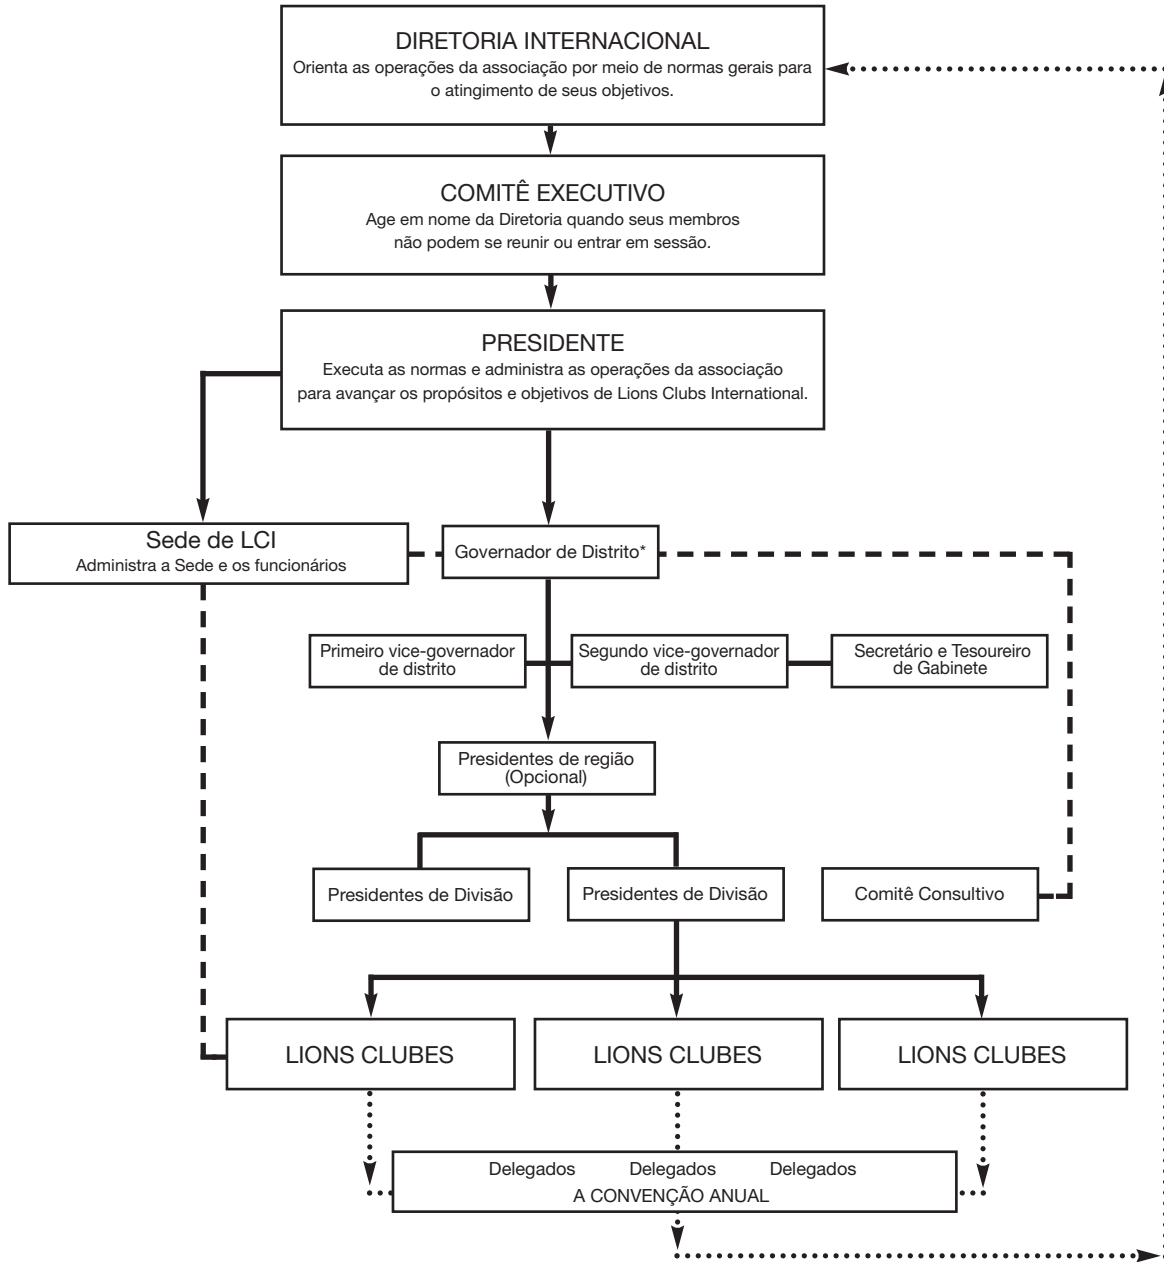 DIRETORIA INTERNACIONAL
Orienta as operações da associação por meio de normas gerais para
o atingimento de seus objetivos.
COMITÊ EXECUTIVO
Age em nome da Diretoria quando seus membros
não podem se reunir ou entrar em sessão.
PRESIDENTE
Executa as normas e administra as operações da associação
para avançar os propósitos e objetivos de Lions Clubs International.
Sede de LCI
Administra a Sede e os funcionários
Governador de Distrito*
Primeiro vice-governador
de distrito
Segundo vice-governador
de distrito
Secretário e Tesoureiro
de Gabinete
Presidentes de região
(Opcional)
Presidentes de Divisão
Presidentes de Divisão
Comitê Consultivo
LIONS CLUBES
LIONS CLUBES
LIONS CLUBES
Delegados Delegados Delegados
A CONVENÇÃO ANUAL